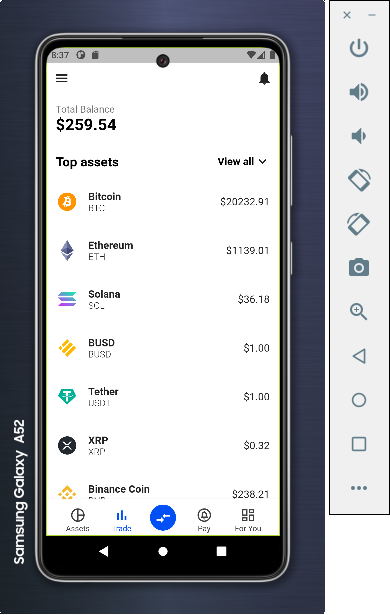 8:37
Total Balance
$259.54
Top assets View all
Bitcoin
BTC
$20232.91
Ethereum
ETH
$1139.01
Solana
SOL
$36.18
BUSD
BUSD
$1.00
Tether
USDT
$1.00
XRP
XRP
$0.32
Binance Coin
$238.21
Assets Trade Pay For You
Samsung Galaxy A52